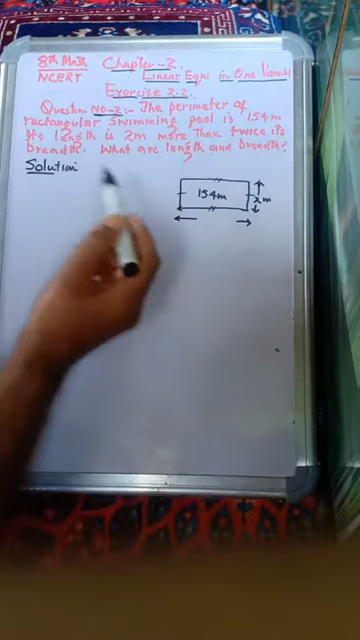 8th Math Chapter-2
NCERT Linear Eqns in One Variabl
Exercise 2.2
Question No-2:- The perimeter of
rectangular swimming pool is 154m
Its length is 2m more than twice its
breadth. What are length and breadth?
Solution
154m
x m